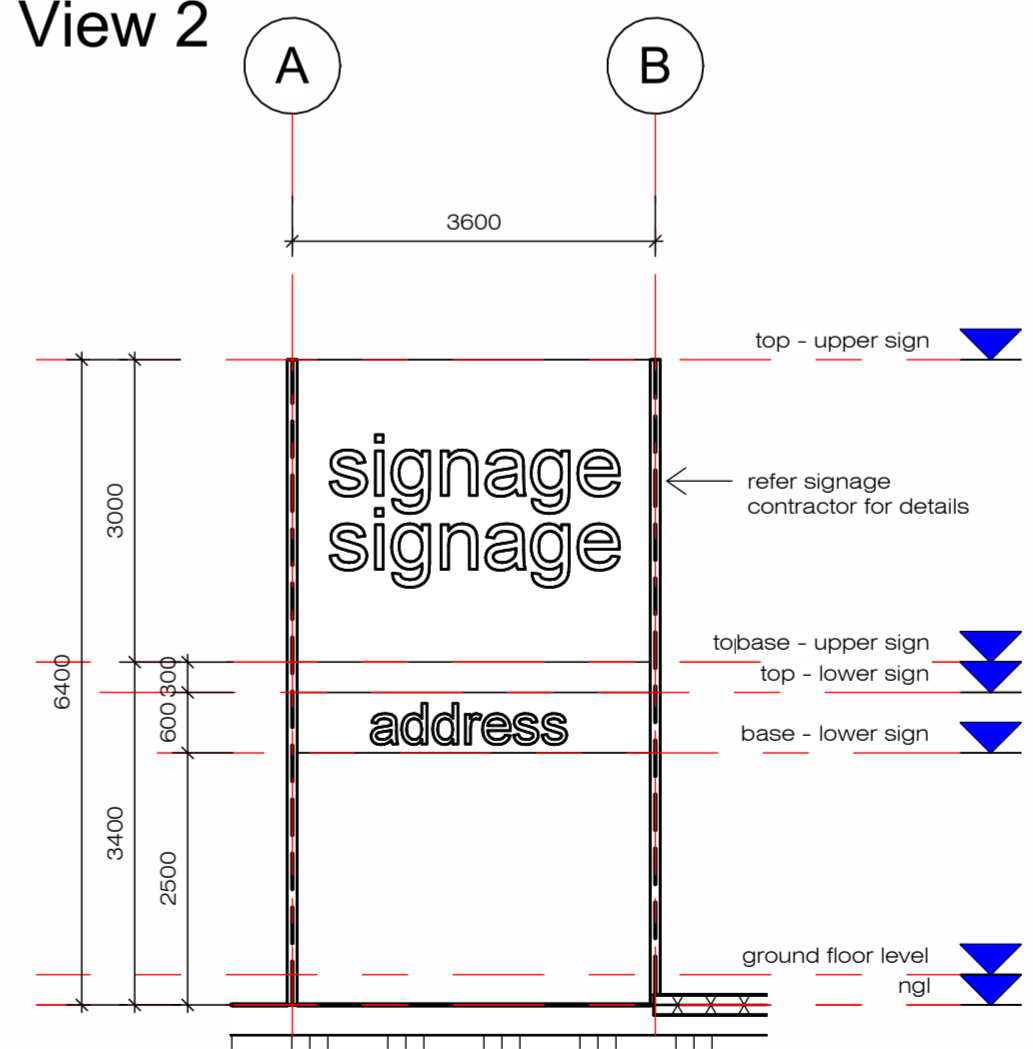 View 2
A
B
3600
top - upper sign
signage
signage
refer signage
contractor for details
3000
base - upper sign
top - lower sign
6400
300
600
address
base - lower sign
3400
2500
ground floor level
ngl